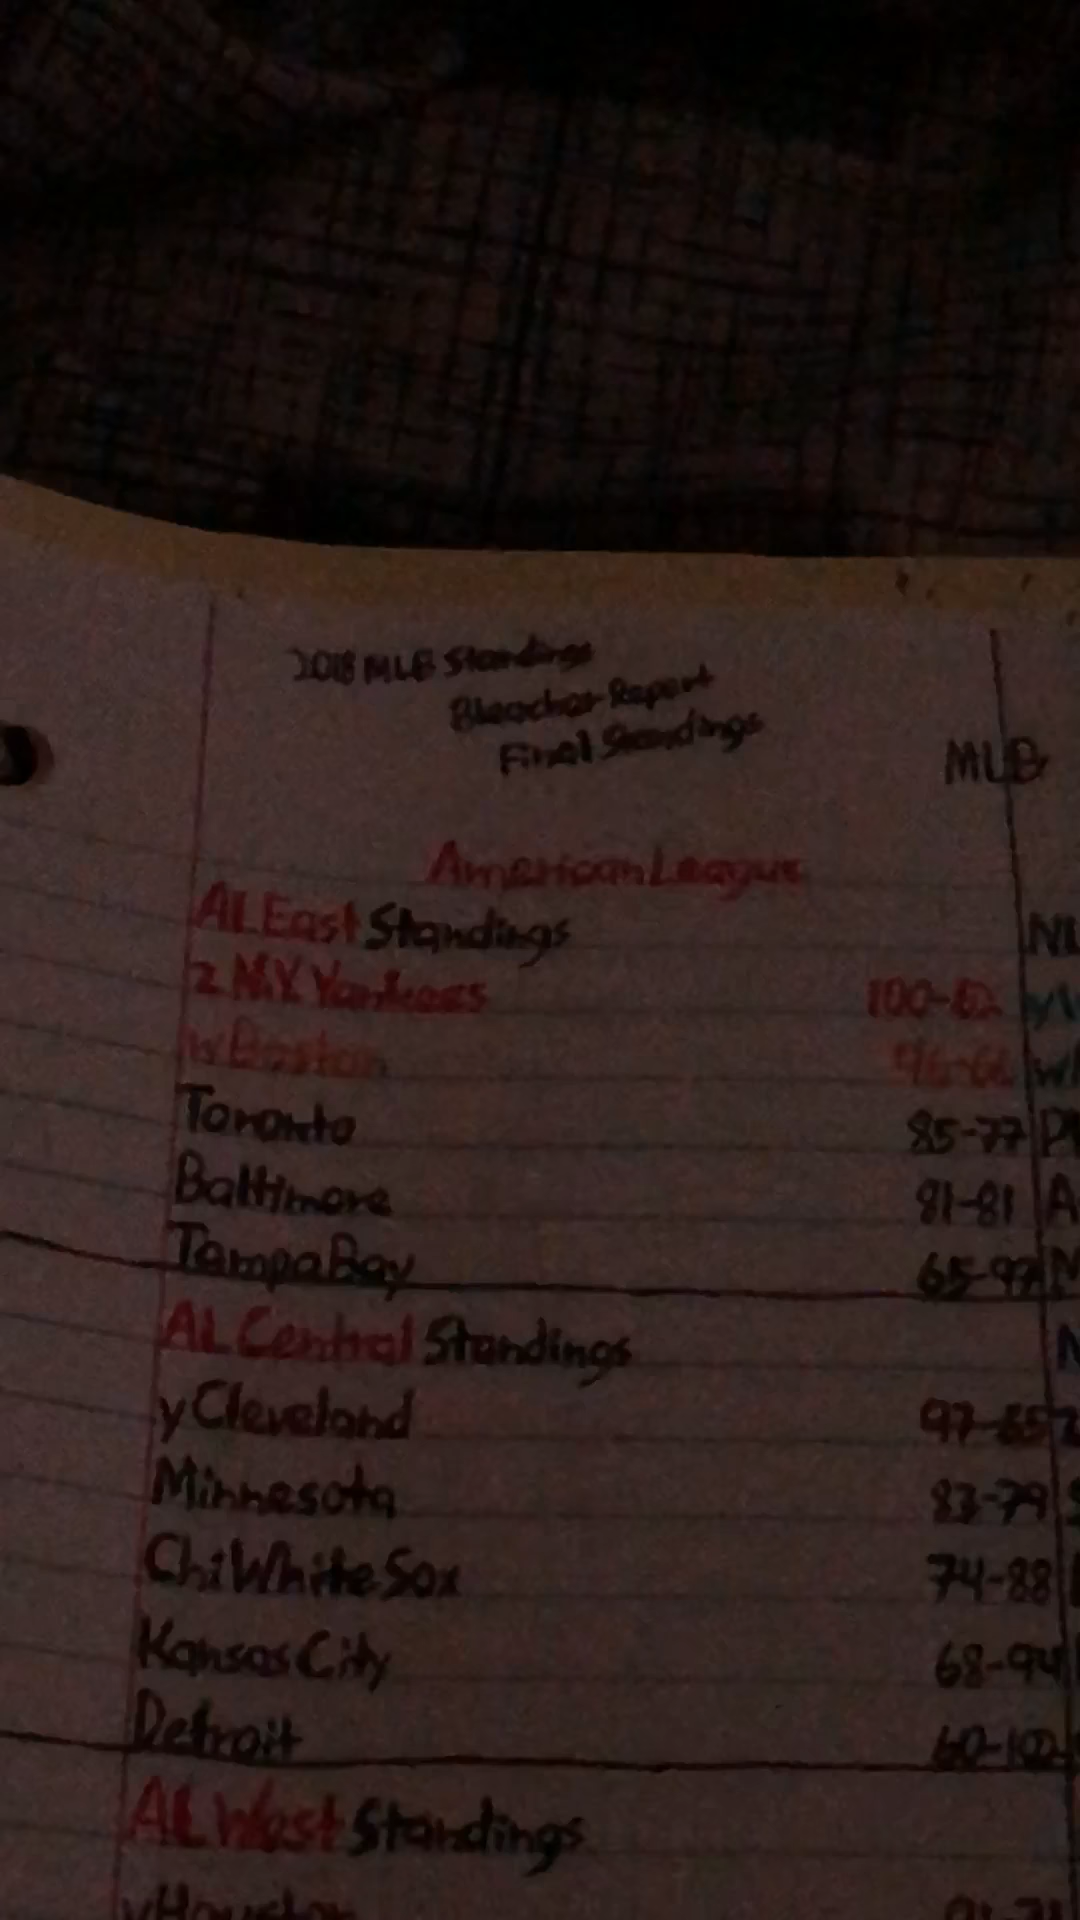 2018 MLB Standings
Bleacher Report
Final Standings
MLB
American League
AL East Standings
z N.Y. Yankees 100-62
w Boston 96-66
Toronto 85-77
Baltimore 81-81
Tampa Bay 65-97
AL Central Standings
y Cleveland 97-65
Minnesota 83-79
Chi White Sox 74-88
Kansas City 68-94
Detroit 60-102
AL West Standings
y Houston